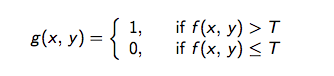 g(x, y) = { 1, if f(x, y) > T
0, if f(x, y) ≤ T